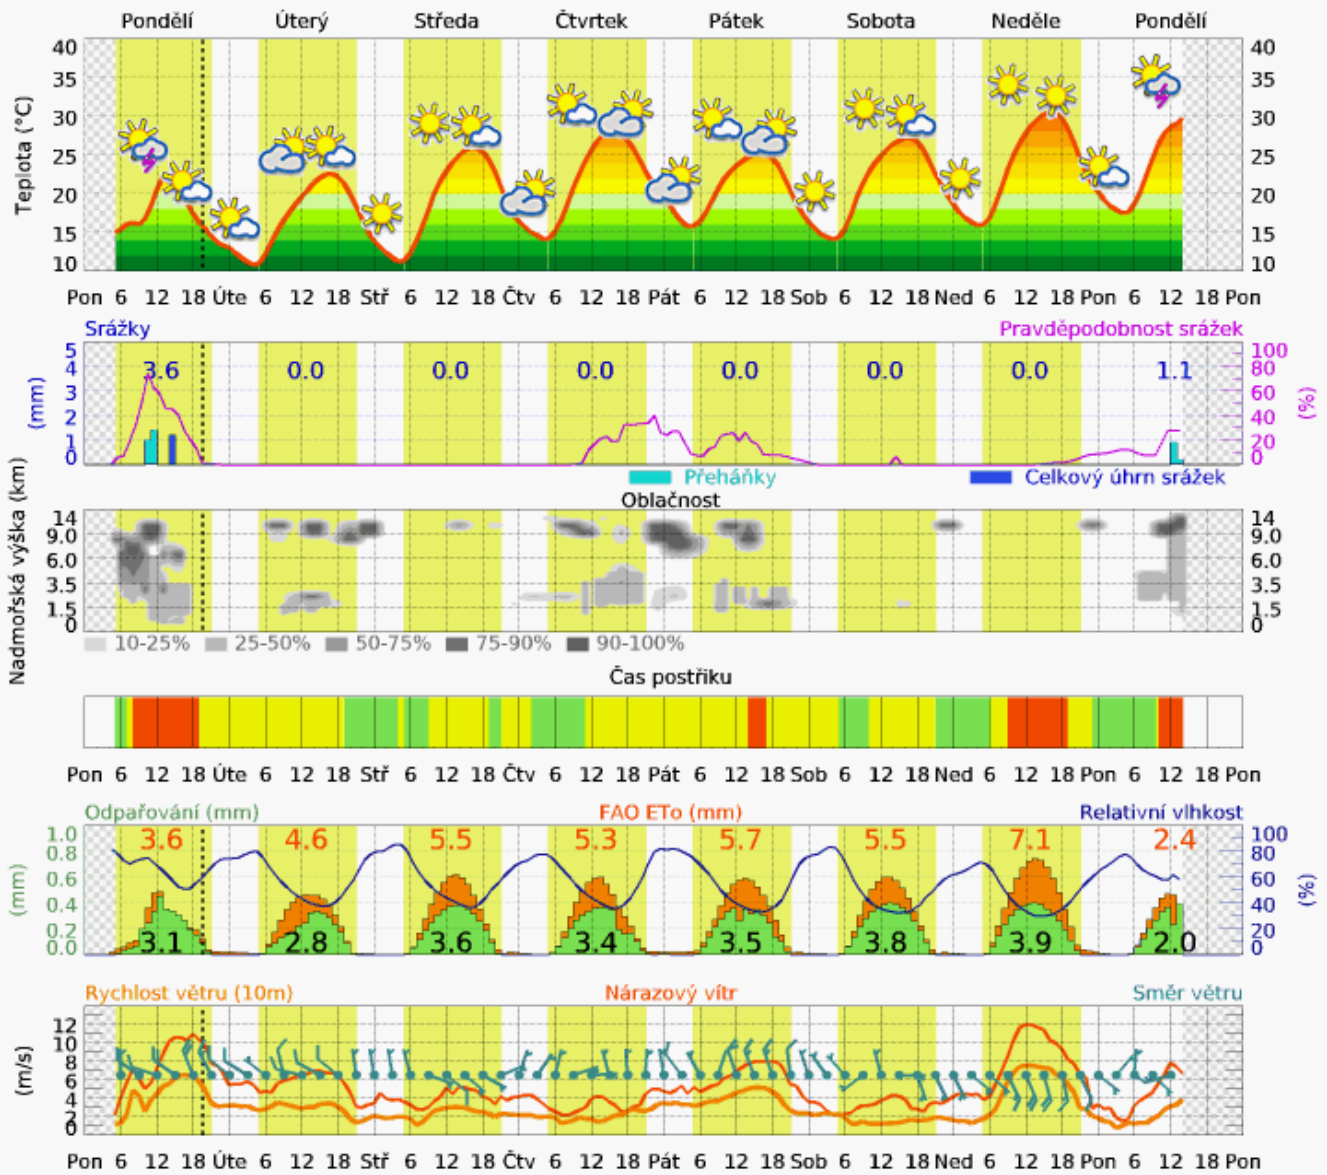 Pondělí Úterý Středa Čtvrtek Pátek Sobota Neděle Pondělí
Teplota (°C)
40 40
35 35
30 30
25 25
20 20
15 15
10 10
Pon 6 12 18 Úte 6 12 18 Stř 6 12 18 Čtv 6 12 18 Pát 6 12 18 Sob 6 12 18 Ned 6 12 18 Pon 6 12 18 Pon
Srážky Pravděpodobnost srážek
(mm) (%)
5 100
4 80
3 60
2 40
1 20
0 0
3.6 0.0 0.0 0.0 0.0 0.0 0.0 1.1
Přeháňky Celkový úhrn srážek
Oblačnost
Nadmořská výška (km)
14 14
9.0 9.0
6.0 6.0
3.5 3.5
1.5 1.5
0 0
10-25% 25-50% 50-75% 75-90% 90-100%
Čas postřiku
Pon 6 12 18 Úte 6 12 18 Stř 6 12 18 Čtv 6 12 18 Pát 6 12 18 Sob 6 12 18 Ned 6 12 18 Pon 6 12 18 Pon
Odpařování (mm) FAO ETo (mm) Relativní vlhkost
(mm) (%)
1.0 100
0.8 80
0.6 60
0.4 40
0.2 20
0.0 0
3.6 4.6 5.5 5.3 5.7 5.5 7.1 2.4
3.1 2.8 3.6 3.4 3.5 3.8 3.9 2.0
Rychlost větru (10m) Nárazový vítr Směr větru
(m/s)
12
10
8
6
4
2
0
Pon 6 12 18 Úte 6 12 18 Stř 6 12 18 Čtv 6 12 18 Pát 6 12 18 Sob 6 12 18 Ned 6 12 18 Pon 6 12 18 Pon